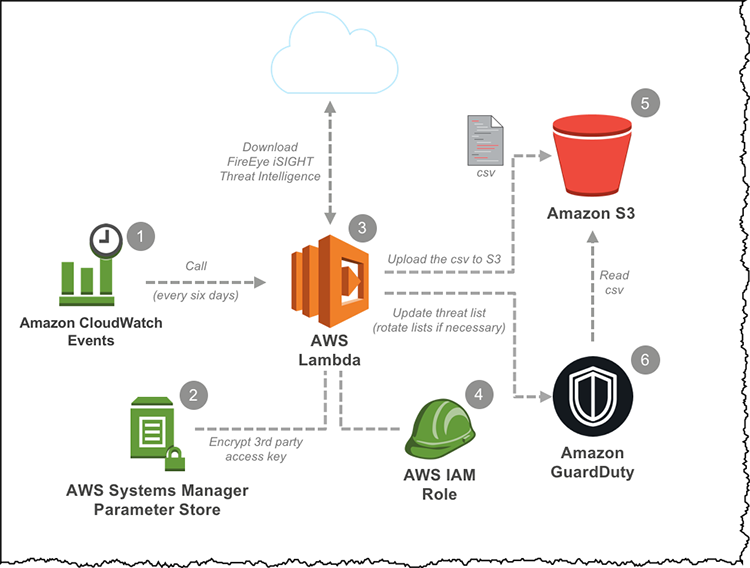 Download
FireEye iSIGHT
Threat Intelligence
5
csv
Amazon S3
1
3
Call
(every six days)
Upload the csv to S3
Read
csv
Amazon CloudWatch
Events
AWS
Lambda
Update threat list
(rotate lists if necessary)
6
2
4
Encrypt 3rd party
access key
AWS Systems Manager
Parameter Store
AWS IAM
Role
Amazon
GuardDuty